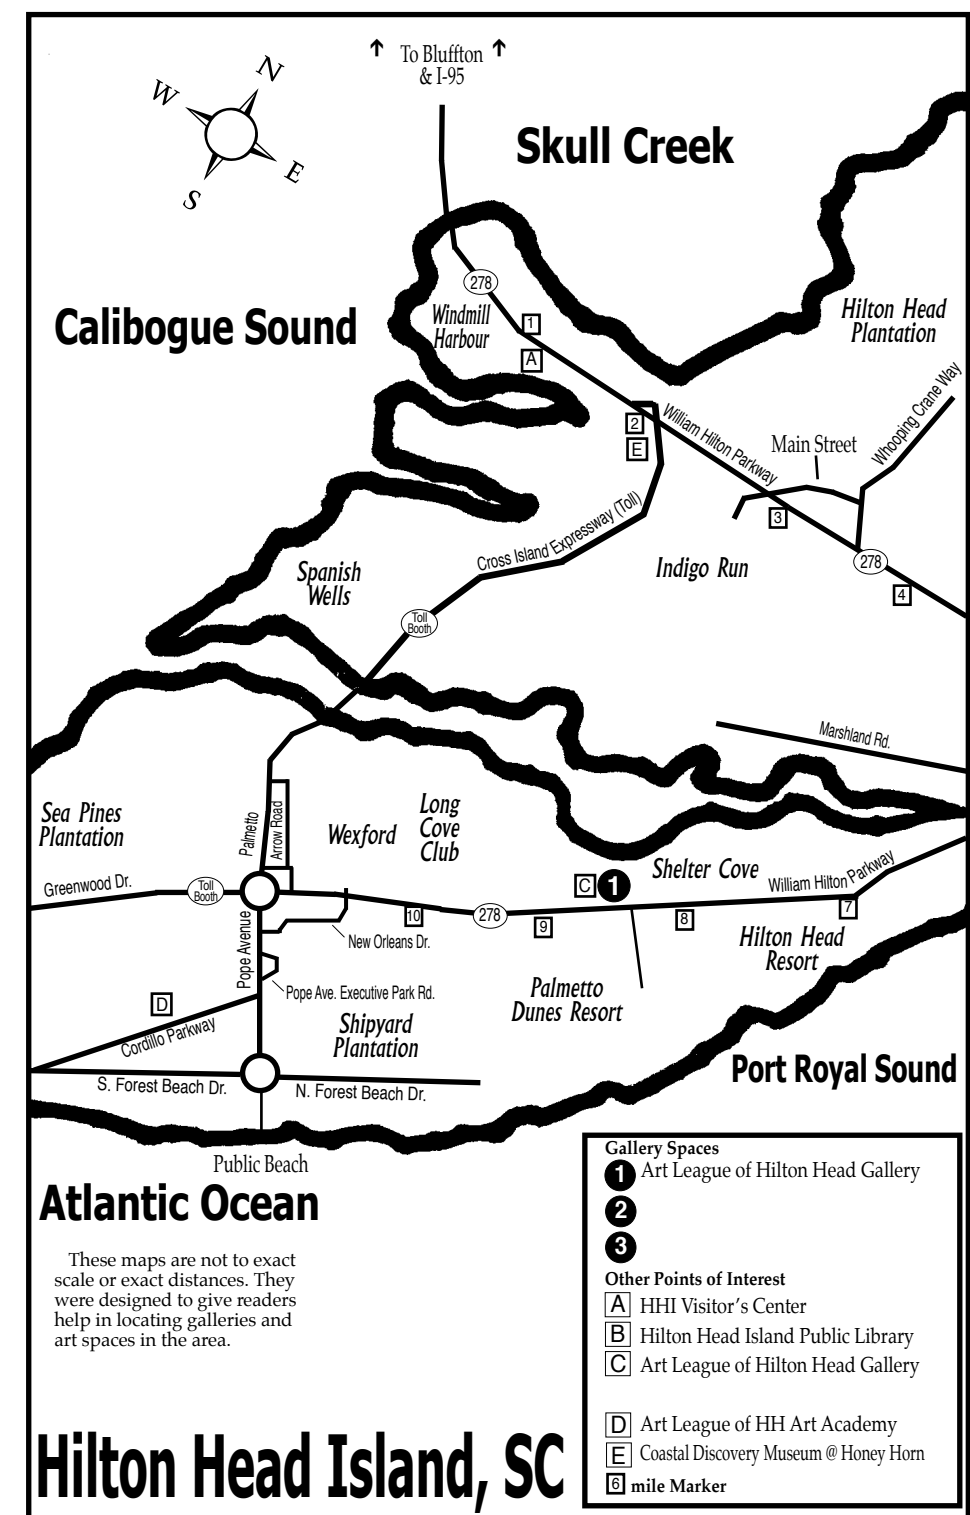 To Bluffton
& I-95
N
W
E
S
Skull Creek
278
Calibogue Sound
Windmill
Harbour
1
A
Hilton Head
Plantation
2
E
William Hilton Parkway
Main Street
Whooping Crane Way
3
Cross Island Expressway (Toll)
Indigo Run
278
4
Spanish
Wells
Toll
Booth
Marshland Rd.
Sea Pines
Plantation
Palmetto
Arrow Road
Wexford
Long
Cove
Club
Shelter Cove
C
1
William Hilton Parkway
Greenwood Dr.
Toll
Booth
10
278
9
8
7
Pope Avenue
New Orleans Dr.
Hilton Head
Resort
Pope Ave. Executive Park Rd.
Palmetto
Dunes Resort
D
Cordillo Parkway
Shipyard
Plantation
Port Royal Sound
S. Forest Beach Dr.
N. Forest Beach Dr.
Public Beach
Atlantic Ocean
These maps are not to exact
scale or exact distances. They
were designed to give readers
help in locating galleries and
art spaces in the area.
Hilton Head Island, SC
Gallery Spaces
1 Art League of Hilton Head Gallery
2
3
Other Points of Interest
A HHI Visitor's Center
B Hilton Head Island Public Library
C Art League of Hilton Head Gallery
D Art League of HH Art Academy
E Coastal Discovery Museum @ Honey Horn
6 mile Marker